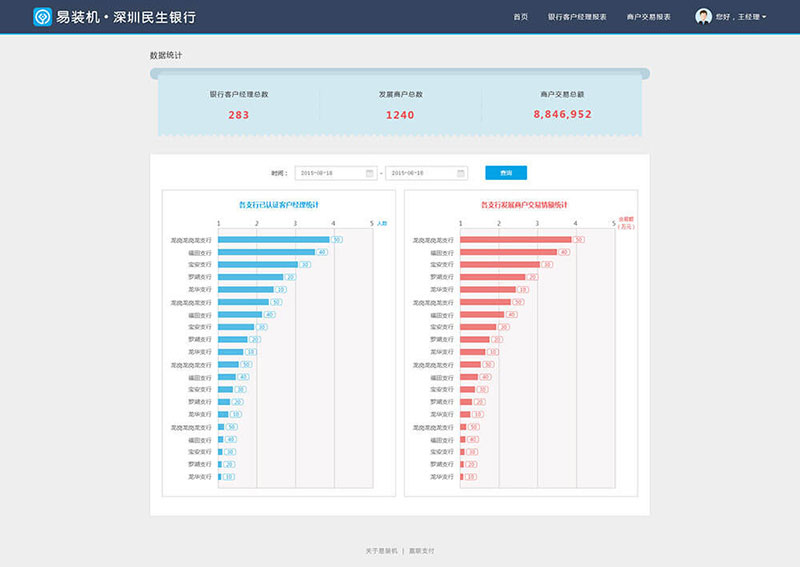 易装机·深圳民生银行
首页 银行客户经理报表 商户交易报表 您好，王经理
数据统计
银行客户经理总数 发展商户总数 商户交易总额
283 1240 8,846,952
时间： 2015-08-18 - 2015-08-18 查询
各支行已认证客户经理统计
1 2 3 4 5 人数
龙岗龙岗龙支行 50
福田支行 40
宝安支行 30
罗湖支行 20
龙华支行 10
龙岗龙岗龙支行 50
福田支行 40
宝安支行 30
罗湖支行 20
龙华支行 10
龙岗龙岗龙支行 50
福田支行 40
宝安支行 30
罗湖支行 20
龙华支行 10
龙岗龙岗龙支行 50
福田支行 40
宝安支行 30
罗湖支行 20
龙华支行 10
各支行发展商户交易情额统计
1 2 3 4 5
（万元）
龙岗龙岗龙支行 50
福田支行 40
宝安支行 30
罗湖支行 20
龙华支行 10
龙岗龙岗龙支行 50
福田支行 40
宝安支行 30
罗湖支行 20
龙华支行 10
龙岗龙岗龙支行 50
福田支行 40
宝安支行 30
罗湖支行 20
龙华支行 10
龙岗龙岗龙支行 50
福田支行 40
宝安支行 30
罗湖支行 20
龙华支行 10
关于易装机 | 嘉联支付